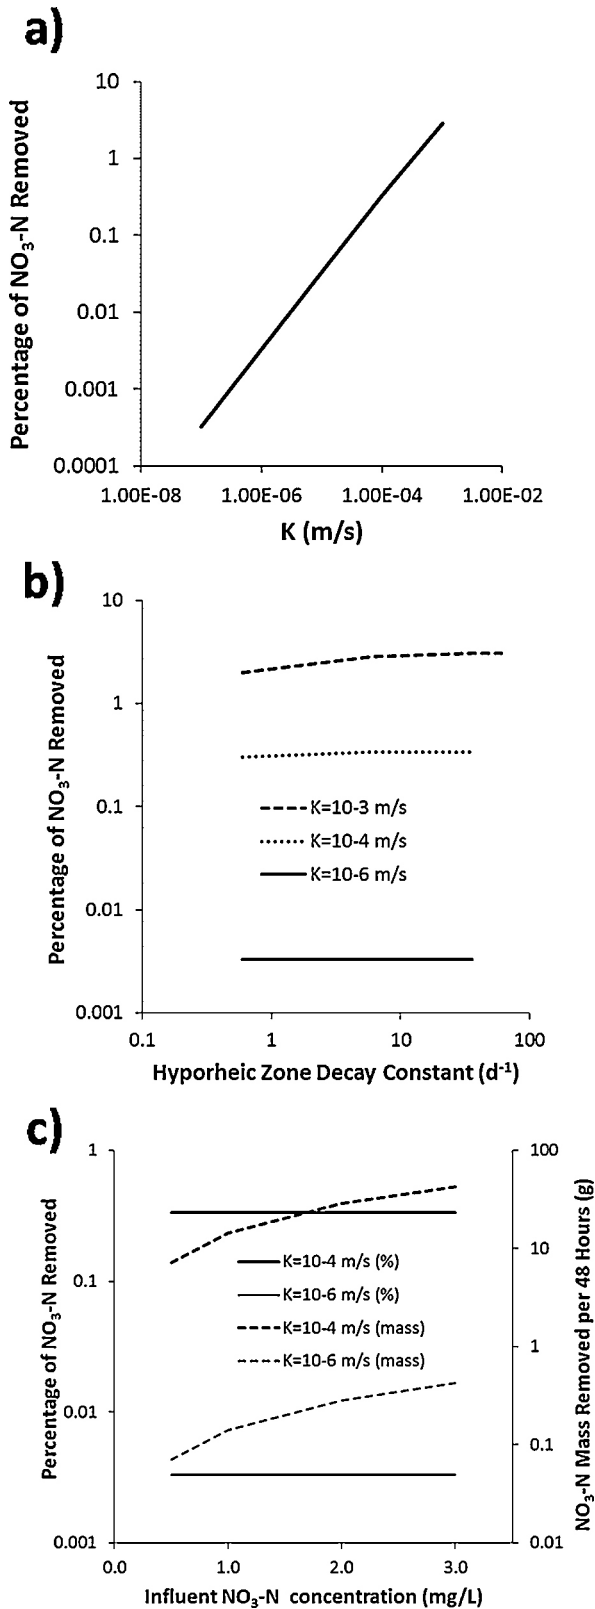 a)
Percentage of NO3-N Removed
10
1
0.1
0.01
0.001
0.0001
1.00E-08 1.00E-06 1.00E-04 1.00E-02
K (m/s)
b)
Percentage of NO3-N Removed
10
1
0.1
0.01
0.001
K=10-3 m/s
K=10-4 m/s
K=10-6 m/s
0.1 1 10 100
Hyporheic Zone Decay Constant (d-1)
c)
Percentage of NO3-N Removed
1
0.1
0.01
0.001
K=10-4 m/s (%)
K=10-6 m/s (%)
K=10-4 m/s (mass)
K=10-6 m/s (mass)
100
10
1
0.1
0.01
NO3-N Mass Removed per 48 Hours (g)
0.0 1.0 2.0 3.0
Influent NO3-N concentration (mg/L)